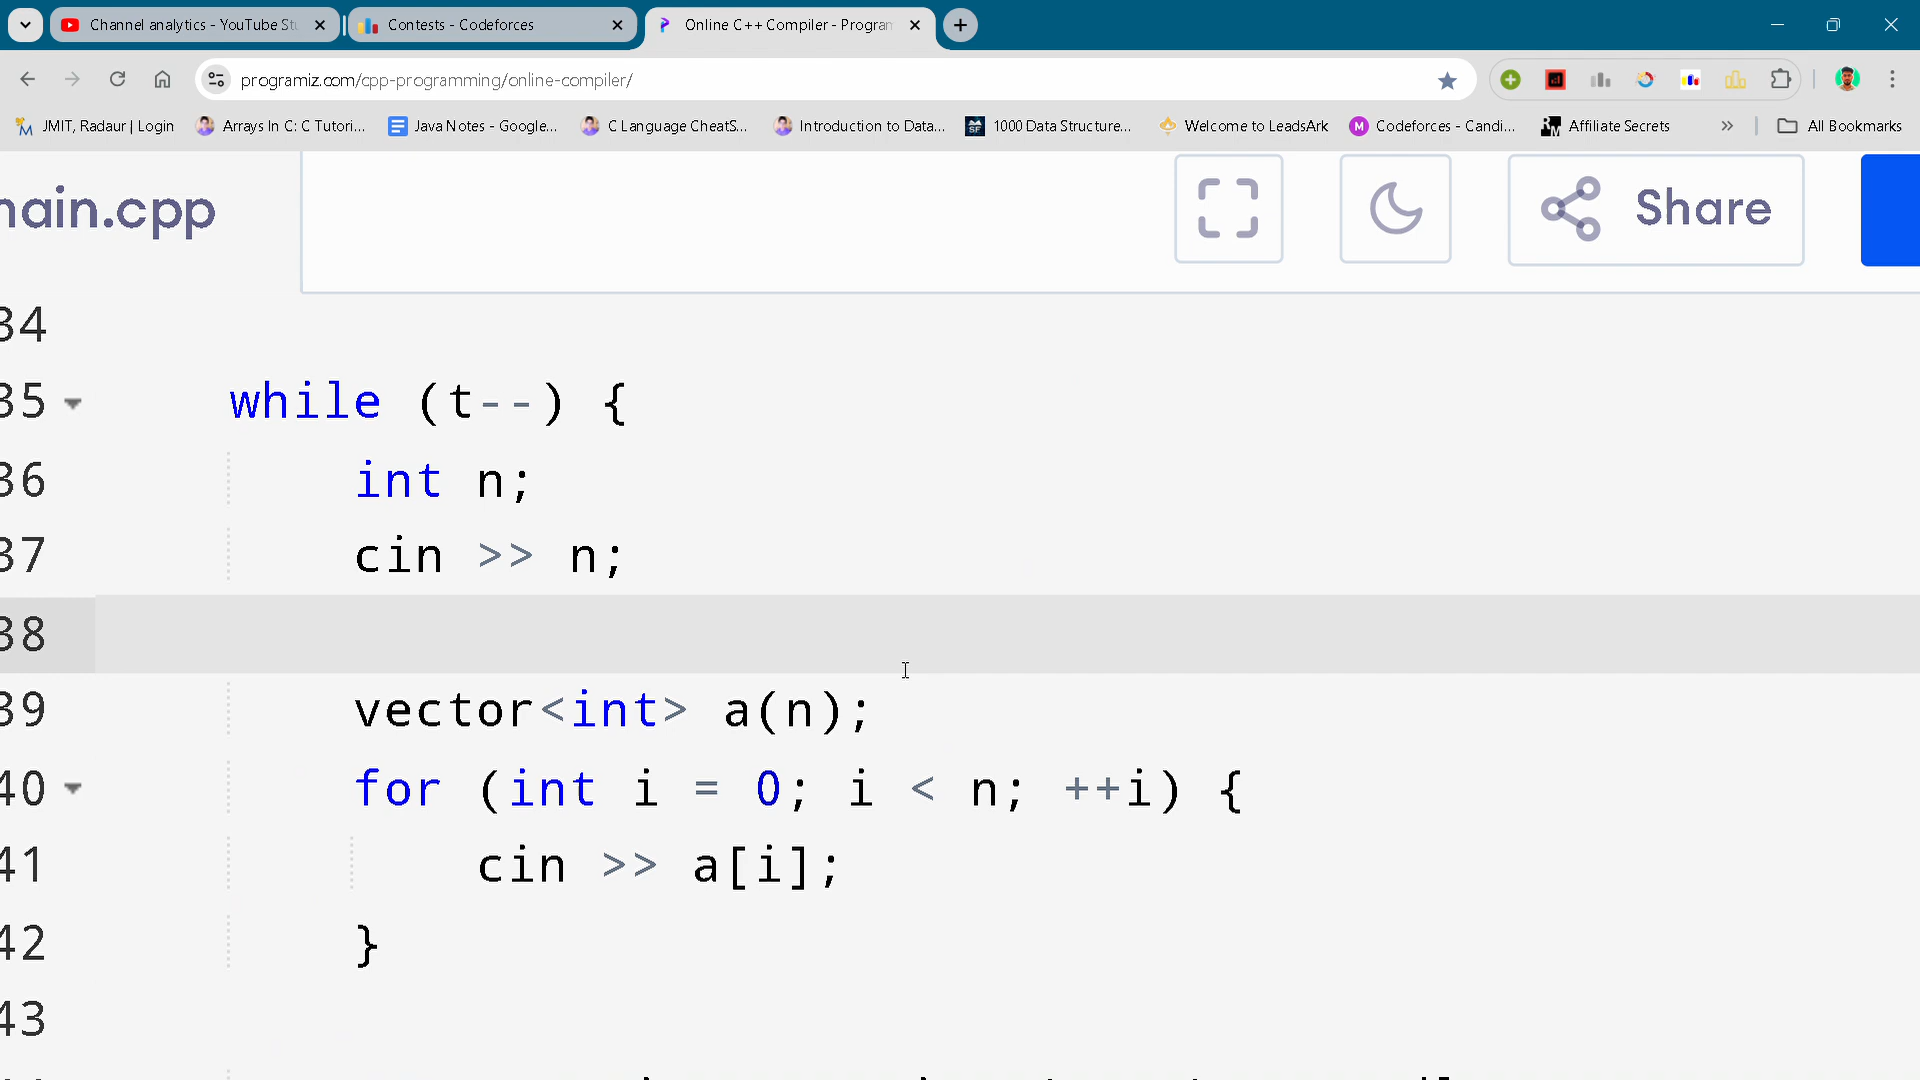 Channel analytics - YouTube St
Contests - Codeforces
Online C++ Compiler - Program
programiz.com/cpp-programming/online-compiler/
JMIT, Radaur | Login
Arrays In C: C Tutori...
Java Notes - Google...
C Language CheatS...
Introduction to Data...
1000 Data Structure...
Welcome to LeadsArk
Codeforces - Candi...
Affiliate Secrets
All Bookmarks
main.cpp
Share
34
35 while (t--) {
36 int n;
37 cin >> n;
38
39 vector<int> a(n);
40 for (int i = 0; i < n; ++i) {
41 cin >> a[i];
42 }
43